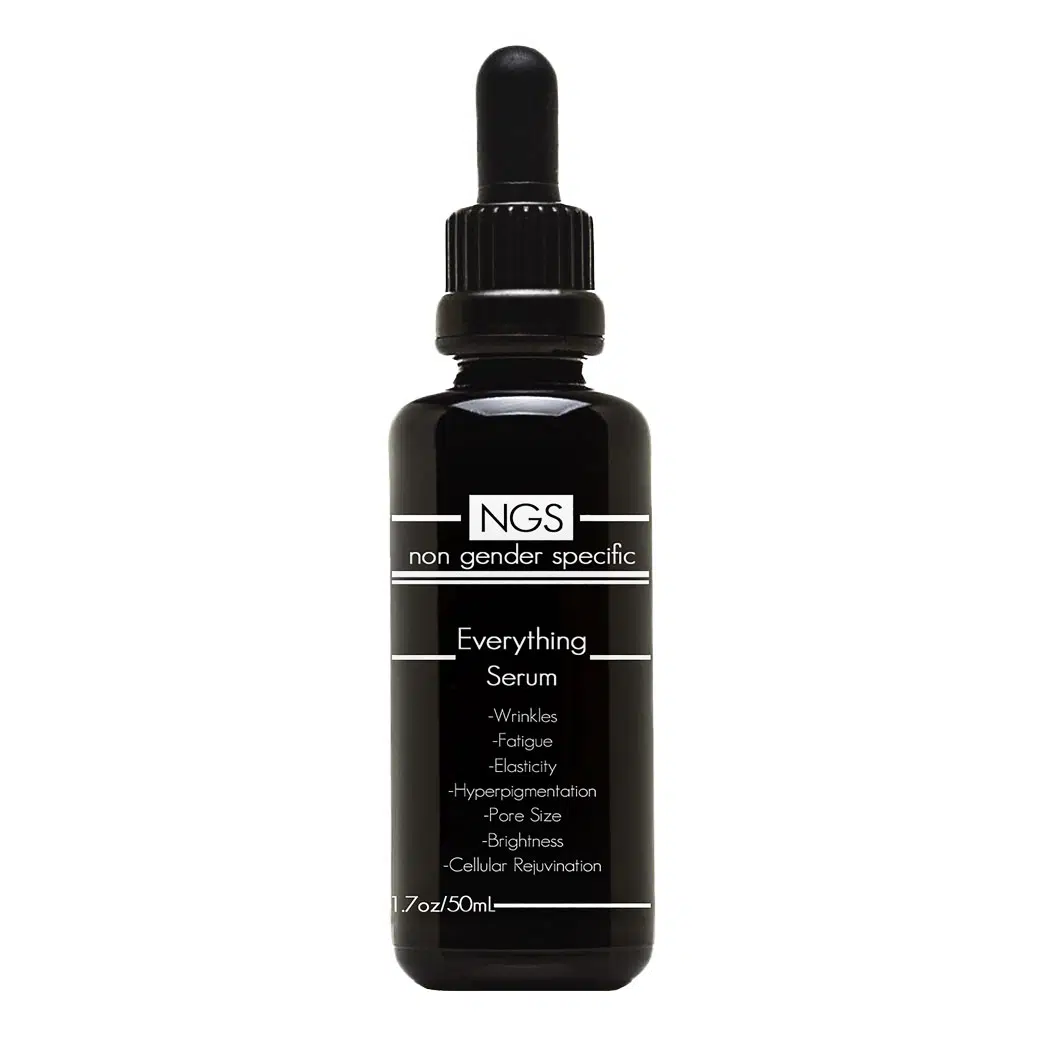 NGS
non gender specific
Everything
Serum
-Wrinkles
-Fatigue
-Elasticity
-Hyperpigmentation
-Pore Size
-Brightness
-Cellular Rejuvination
1.7oz/50mL